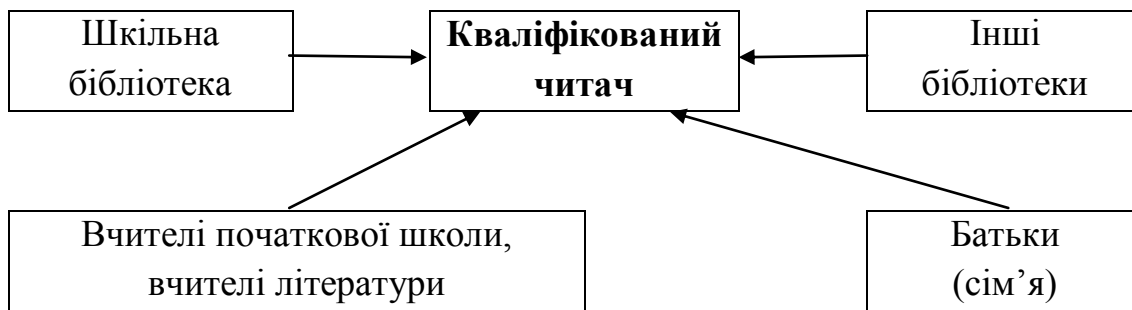 Шкільна
бібліотека
Кваліфікований
читач
Інші
бібліотеки
Вчителі початкової школи,
вчителі літератури
Батьки
(сім’я)